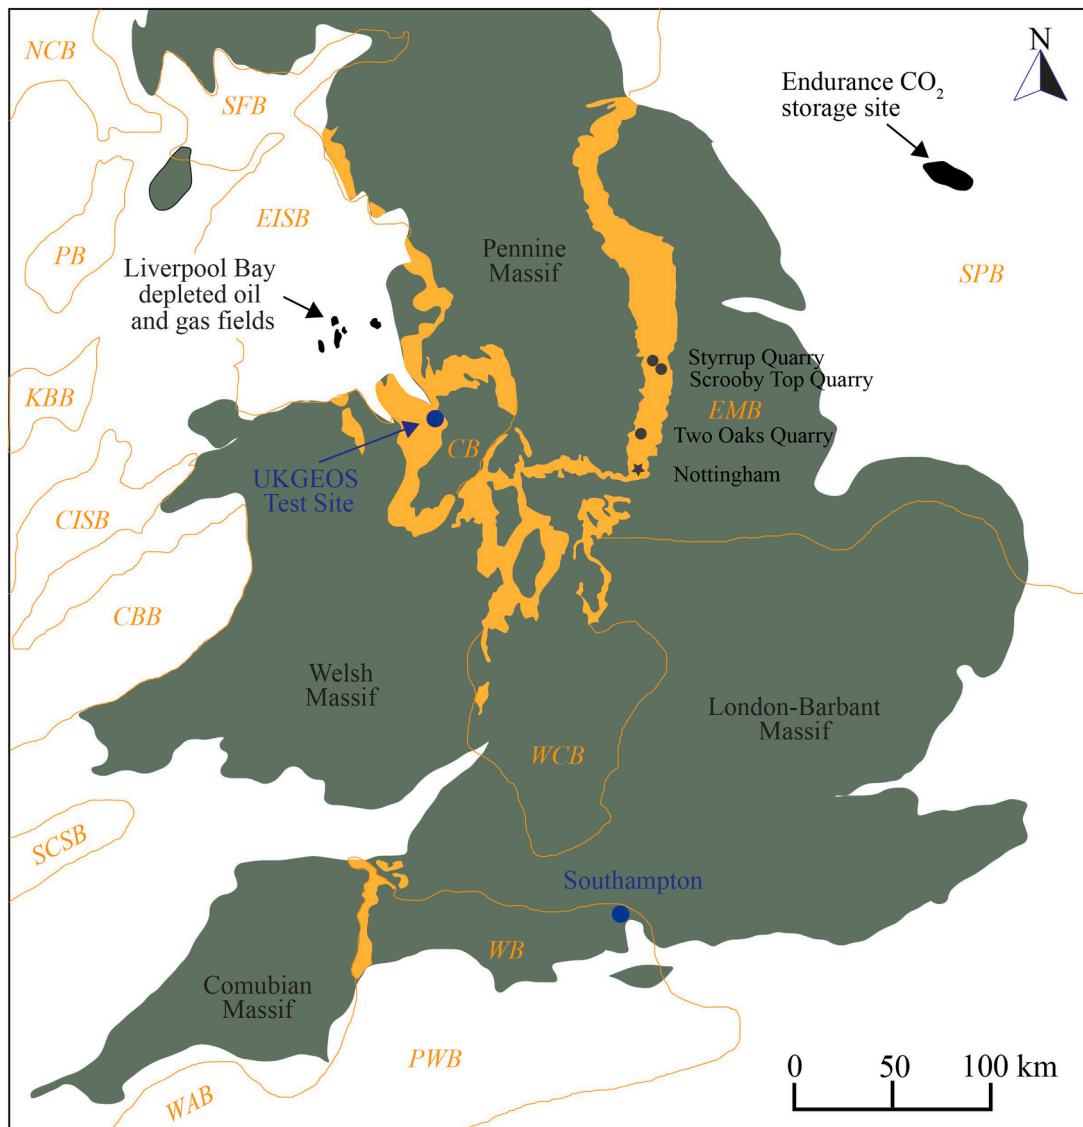 NCB
N
SFB
Endurance CO₂
storage site
PB
EISB
Pennine
Massif
SPB
Liverpool Bay
depleted oil
and gas fields
Styrrup Quarry
Scrooby Top Quarry
KBB
EMB
CB
Two Oaks Quarry
UKGEOS
Test Site
Nottingham
CISB
CBB
Welsh
Massif
London-Barbant
Massif
WCB
SCSB
Southampton
WB
Comubian
Massif
PWB
WAB
0 50 100 km